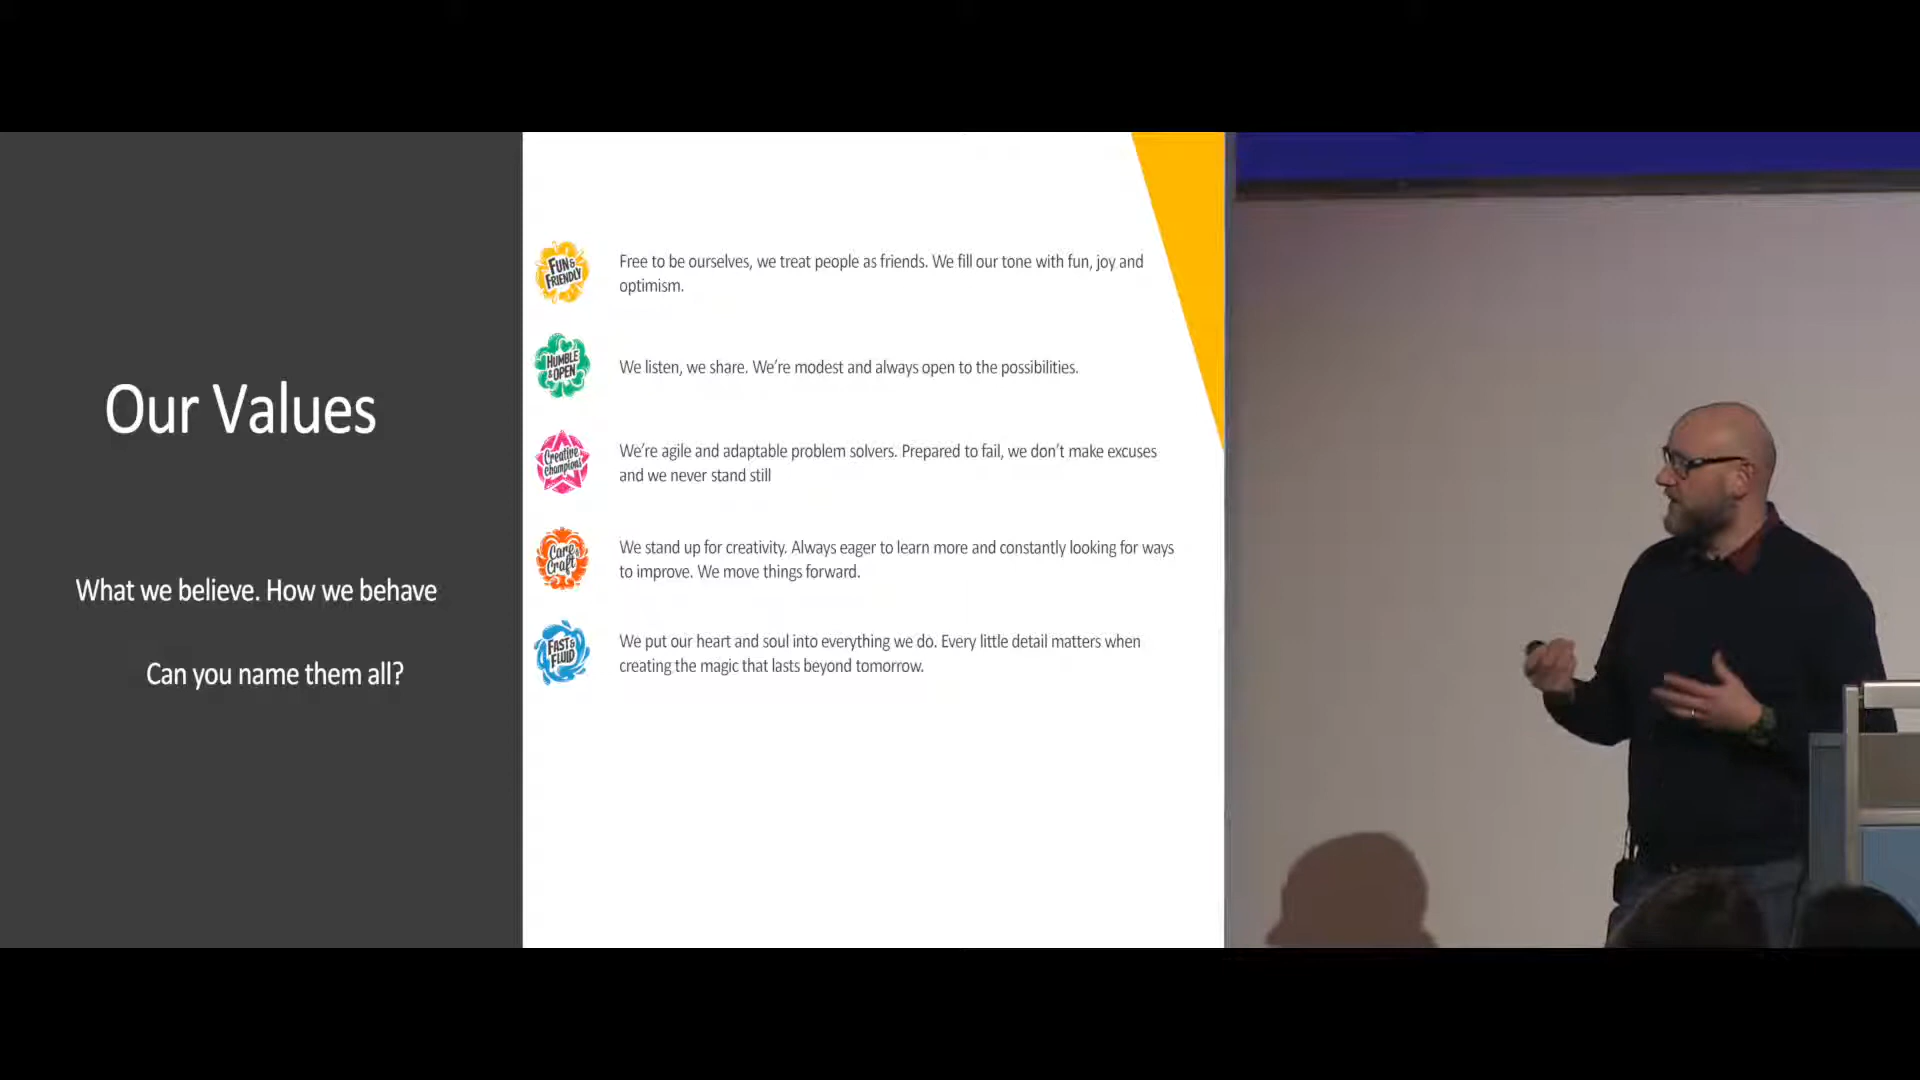 Our Values
What we believe. How we behave
Can you name them all?
FUN &
FRIENDLY
Free to be ourselves, we treat people as friends. We fill our tone with fun, joy and
optimism.
HUMBLE
& OPEN
We listen, we share. We're modest and always open to the possibilities.
Creative
Champions
We're agile and adaptable problem solvers. Prepared to fail, we don't make excuses
and we never stand still
Care &
Craft
We stand up for creativity. Always eager to learn more and constantly looking for ways
to improve. We move things forward.
FAST &
FLUID
We put our heart and soul into everything we do. Every little detail matters when
creating the magic that lasts beyond tomorrow.